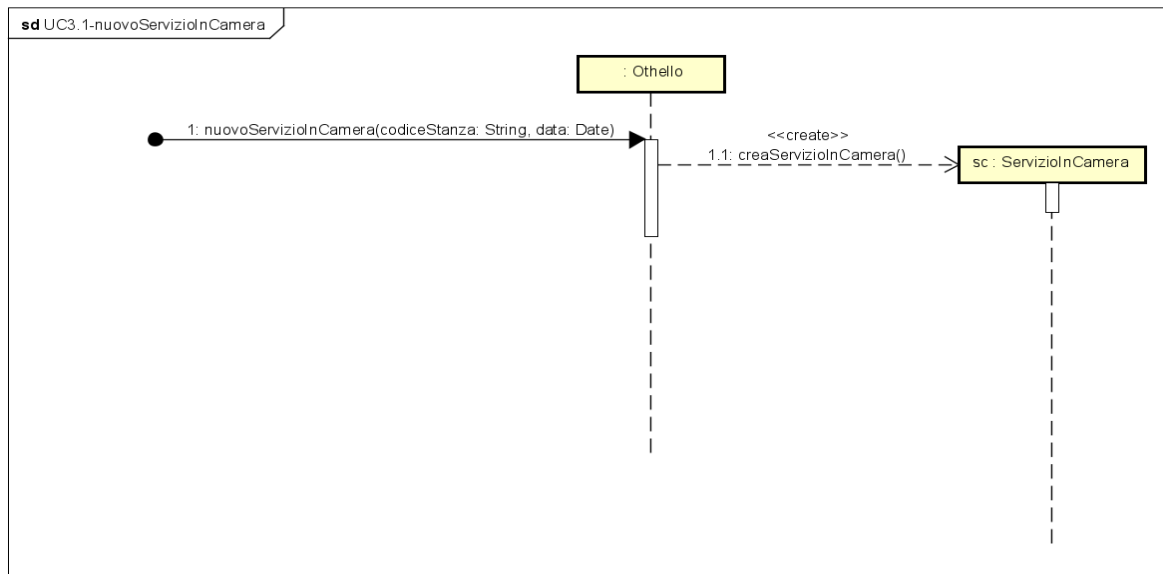 sd UC3.1-nuovoServizioInCamera
: Othello
1: nuovoServizioInCamera(codiceStanza: String, data: Date)
<<create>>
1.1: creaServizioInCamera()
sc : ServizioInCamera